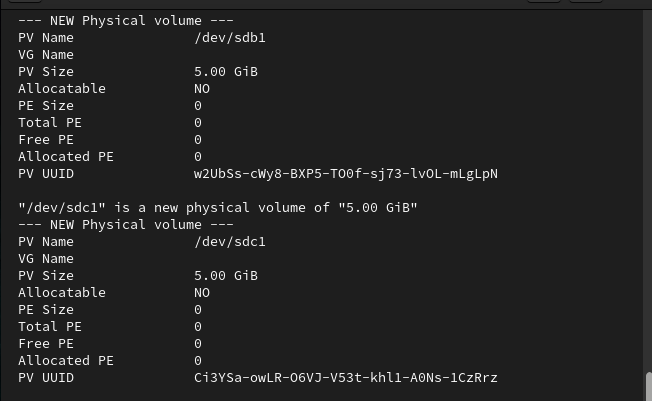 --- NEW Physical volume ---
PV Name               /dev/sdb1
VG Name
PV Size               5.00 GiB
Allocatable           NO
PE Size               0
Total PE              0
Free PE               0
Allocated PE          0
PV UUID               w2UbSs-cWy8-BXP5-TO0f-sj73-lvOL-mLgLpN

"/dev/sdc1" is a new physical volume of "5.00 GiB"
--- NEW Physical volume ---
PV Name               /dev/sdc1
VG Name
PV Size               5.00 GiB
Allocatable           NO
PE Size               0
Total PE              0
Free PE               0
Allocated PE          0
PV UUID               Ci3YSa-owLR-O6VJ-V53t-khl1-A0Ns-1CzRrz